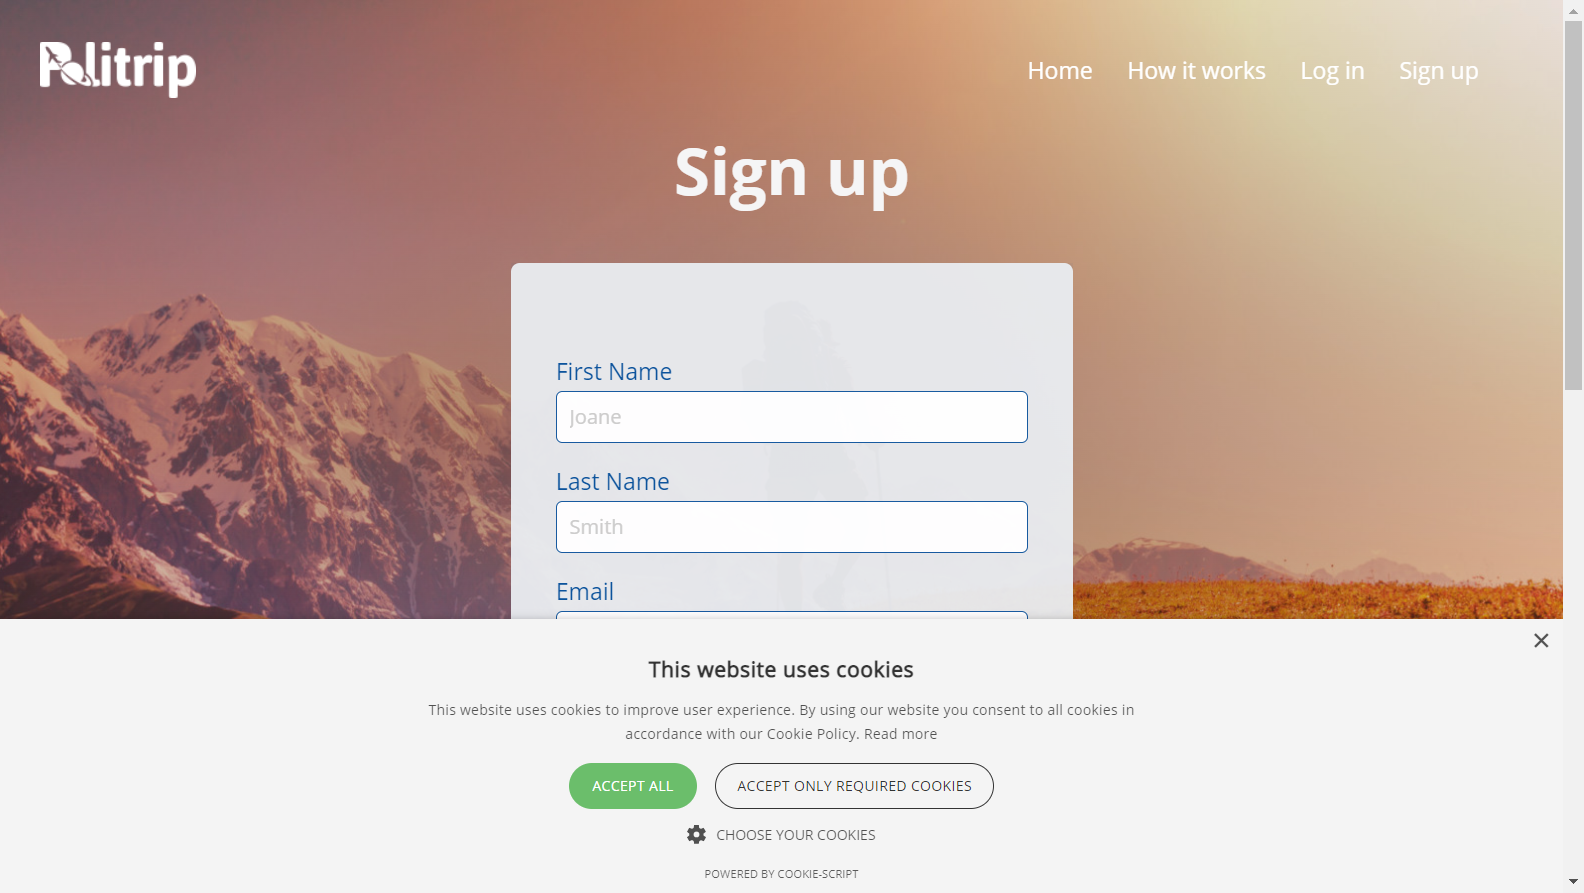 Politrip
Home How it works Log in Sign up
Sign up
First Name
Joane
Last Name
Smith
Email
This website uses cookies
This website uses cookies to improve user experience. By using our website you consent to all cookies in
accordance with our Cookie Policy. Read more
ACCEPT ALL ACCEPT ONLY REQUIRED COOKIES
CHOOSE YOUR COOKIES
POWERED BY COOKIE-SCRIPT